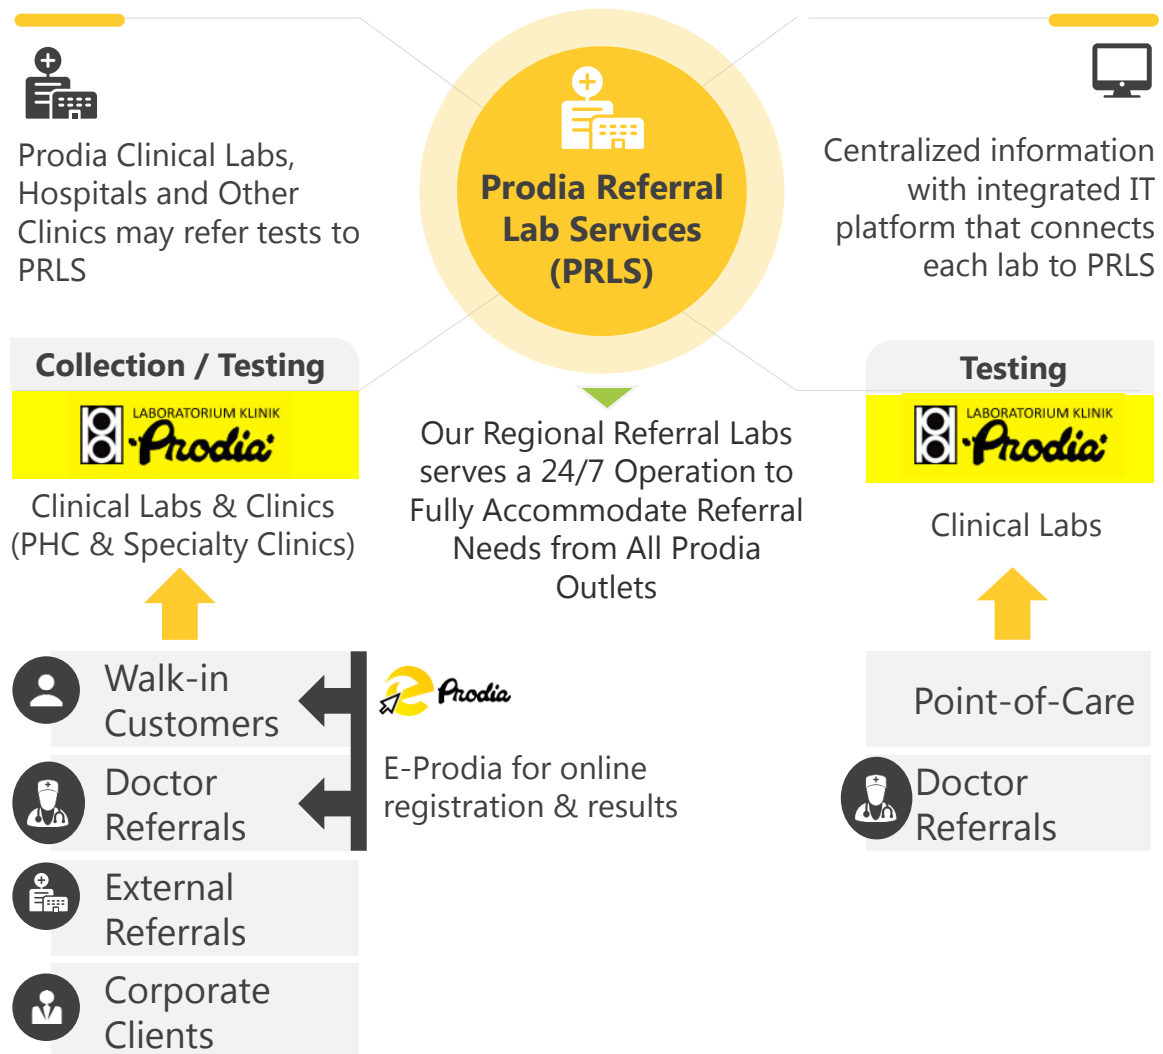 Prodia Clinical Labs,
Hospitals and Other
Clinics may refer tests to
PRLS
Prodia Referral
Lab Services
(PRLS)
Centralized information
with integrated IT
platform that connects
each lab to PRLS
Collection / Testing
LABORATORIUM KLINIK
Prodia
Clinical Labs & Clinics
(PHC & Specialty Clinics)
Our Regional Referral Labs
serves a 24/7 Operation to
Fully Accommodate Referral
Needs from All Prodia
Outlets
Testing
LABORATORIUM KLINIK
Prodia
Clinical Labs
Walk-in
Customers
Doctor
Referrals
External
Referrals
Corporate
Clients
e Prodia
E-Prodia for online
registration & results
Point-of-Care
Doctor
Referrals